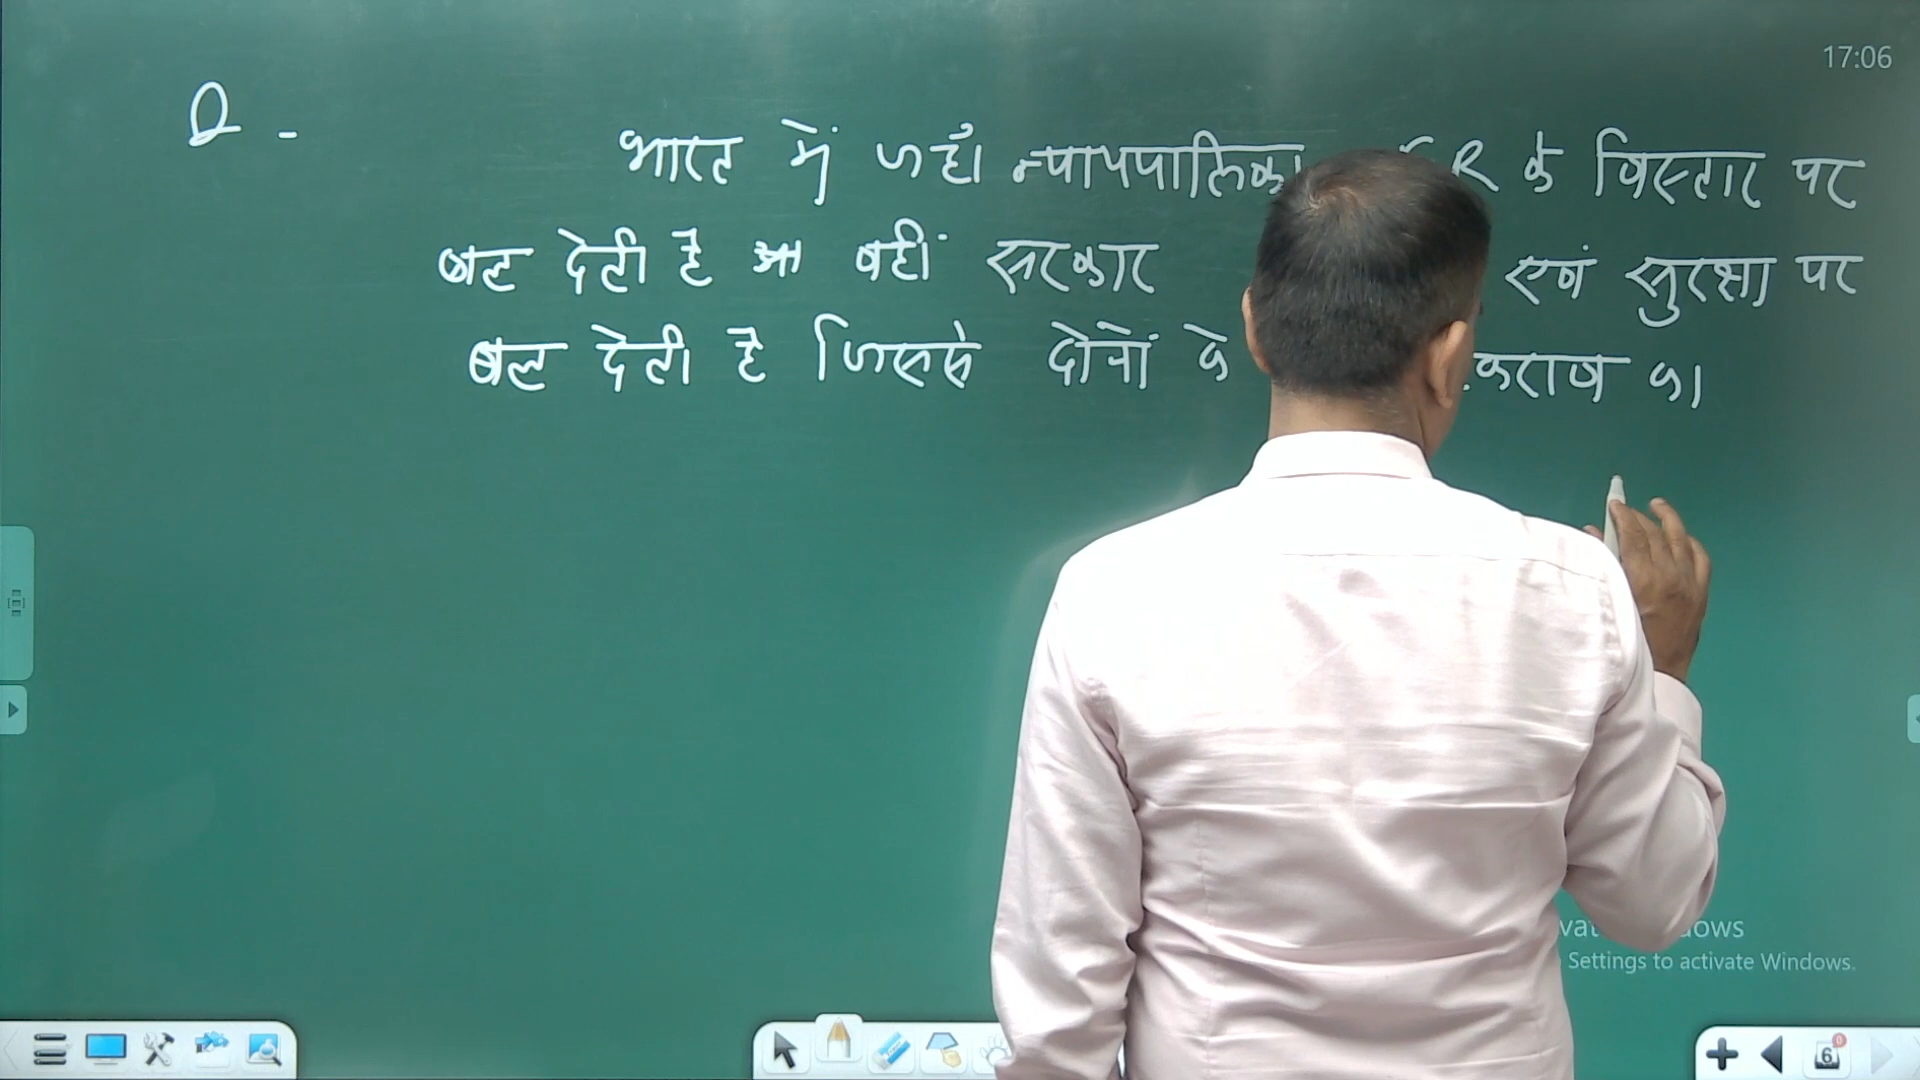 17:06
Q -
भारत में जहाँ न्यायपालिका R के विस्तार पर
बल देती है वहीं सरकार एवं सुरक्षा पर
बल देती है जिससे दोनों के टकराव का
Settings to activate Windows.